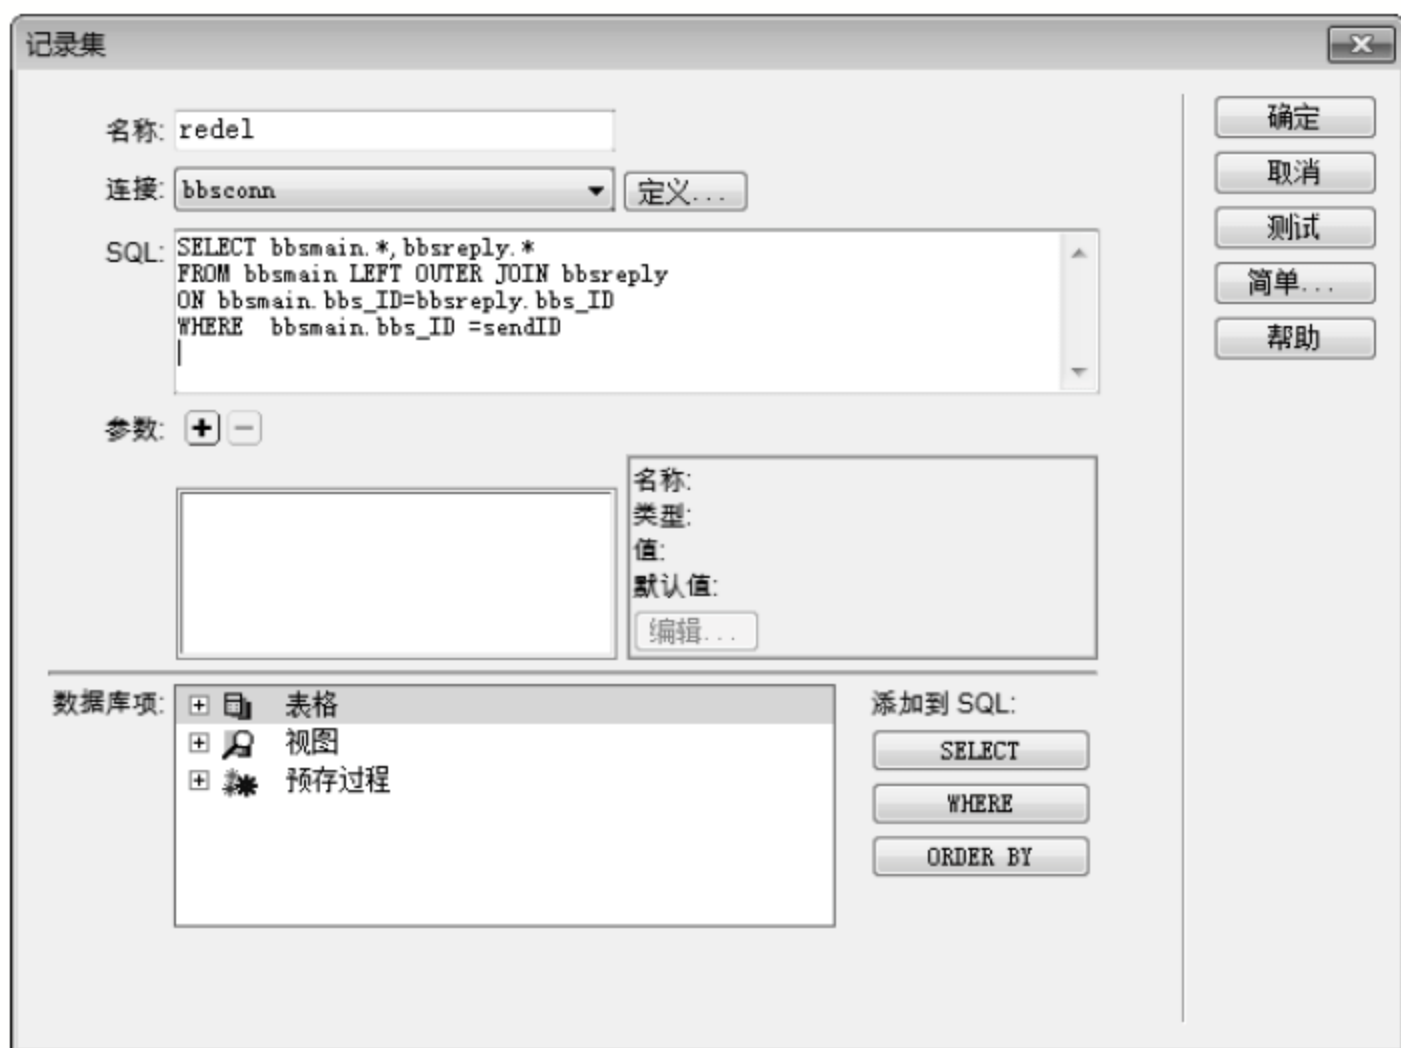 记录集
名称: redel
连接: bbsconn 定义...
SQL: SELECT bbsmain.*,bbsreply.*
FROM bbsmain LEFT OUTER JOIN bbsreply
ON bbsmain.bbs_ID=bbsreply.bbs_ID
WHERE  bbsmain.bbs_ID =sendID
参数:
名称:
类型:
值:
默认值:
编辑...
数据库项: 表格
视图
预存过程
添加到 SQL:
SELECT
WHERE
ORDER BY
确定
取消
测试
简单...
帮助